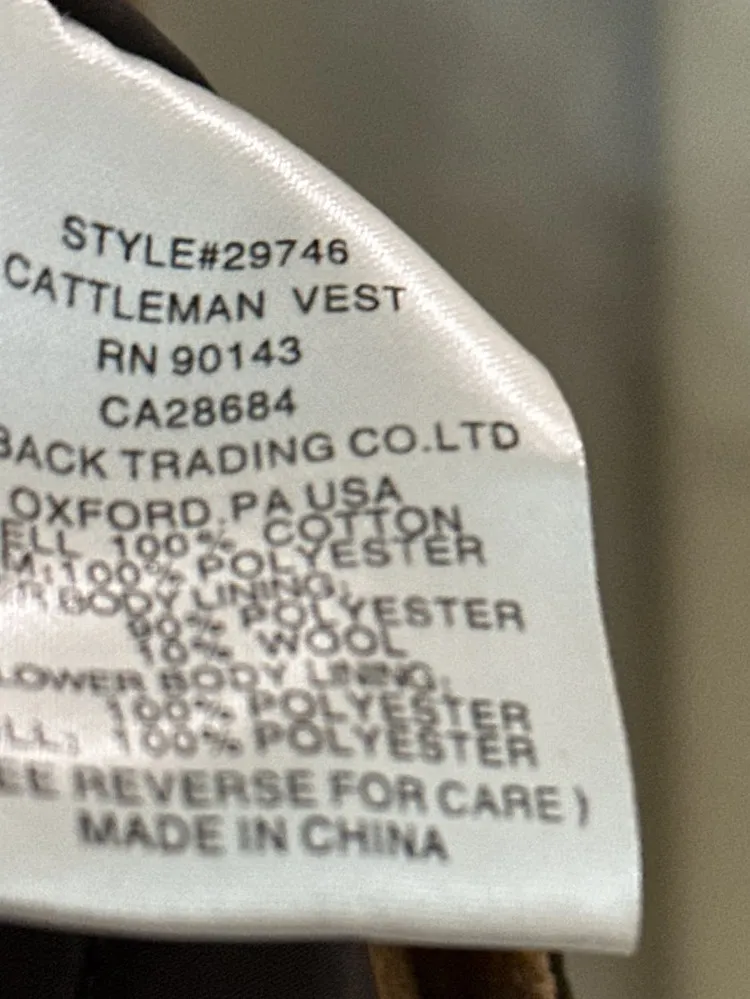 STYLE#29746
CATTLEMAN VEST
RN 90143
CA28684
BACK TRADING CO.LTD
OXFORD, PA USA
ELL 100% COTTON
M:100% POLYESTER
R BODY LINING:
90% POLYESTER
10% WOOL
LOWER BODY LINING:
100% POLYESTER
LL: 100% POLYESTER
EE REVERSE FOR CARE)
MADE IN CHINA